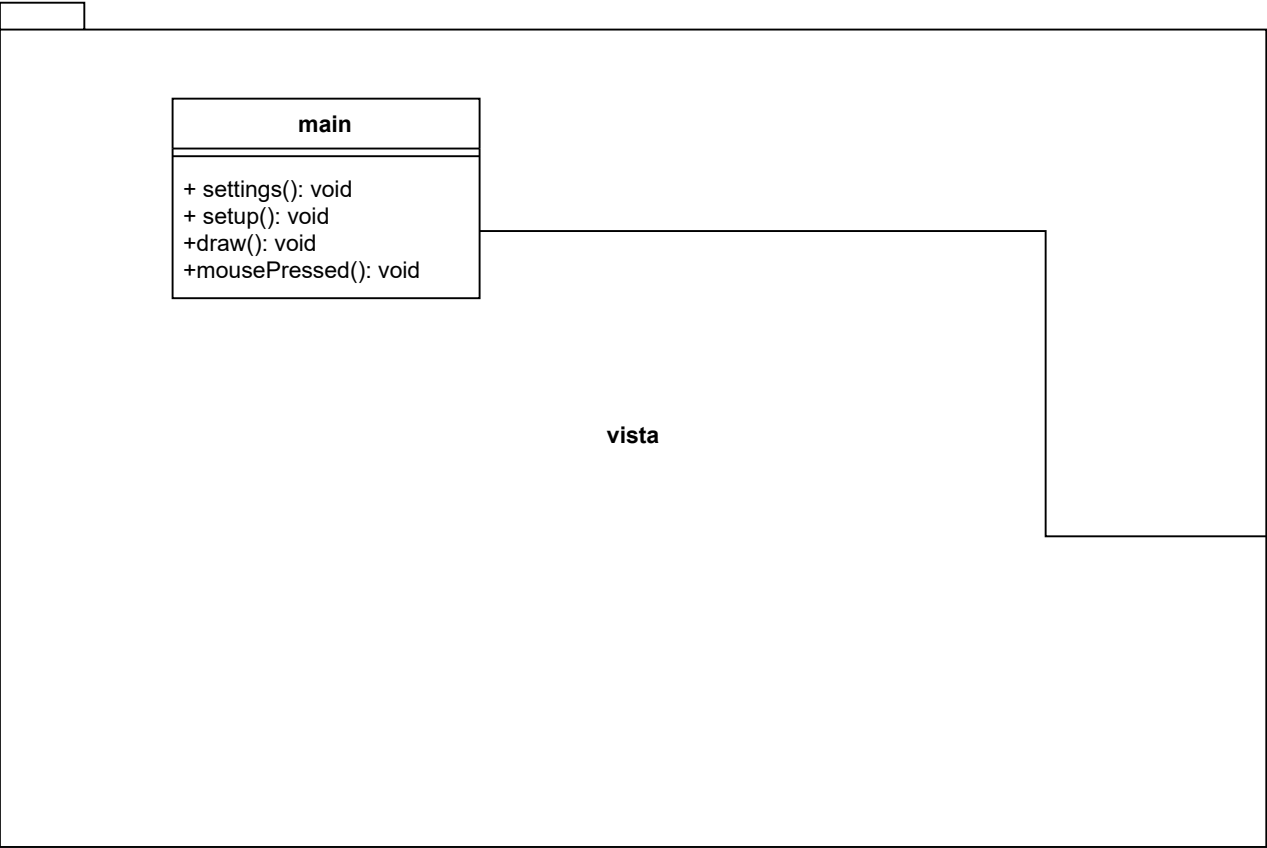 main
+ settings(): void
+ setup(): void
+draw(): void
+mousePressed(): void
vista